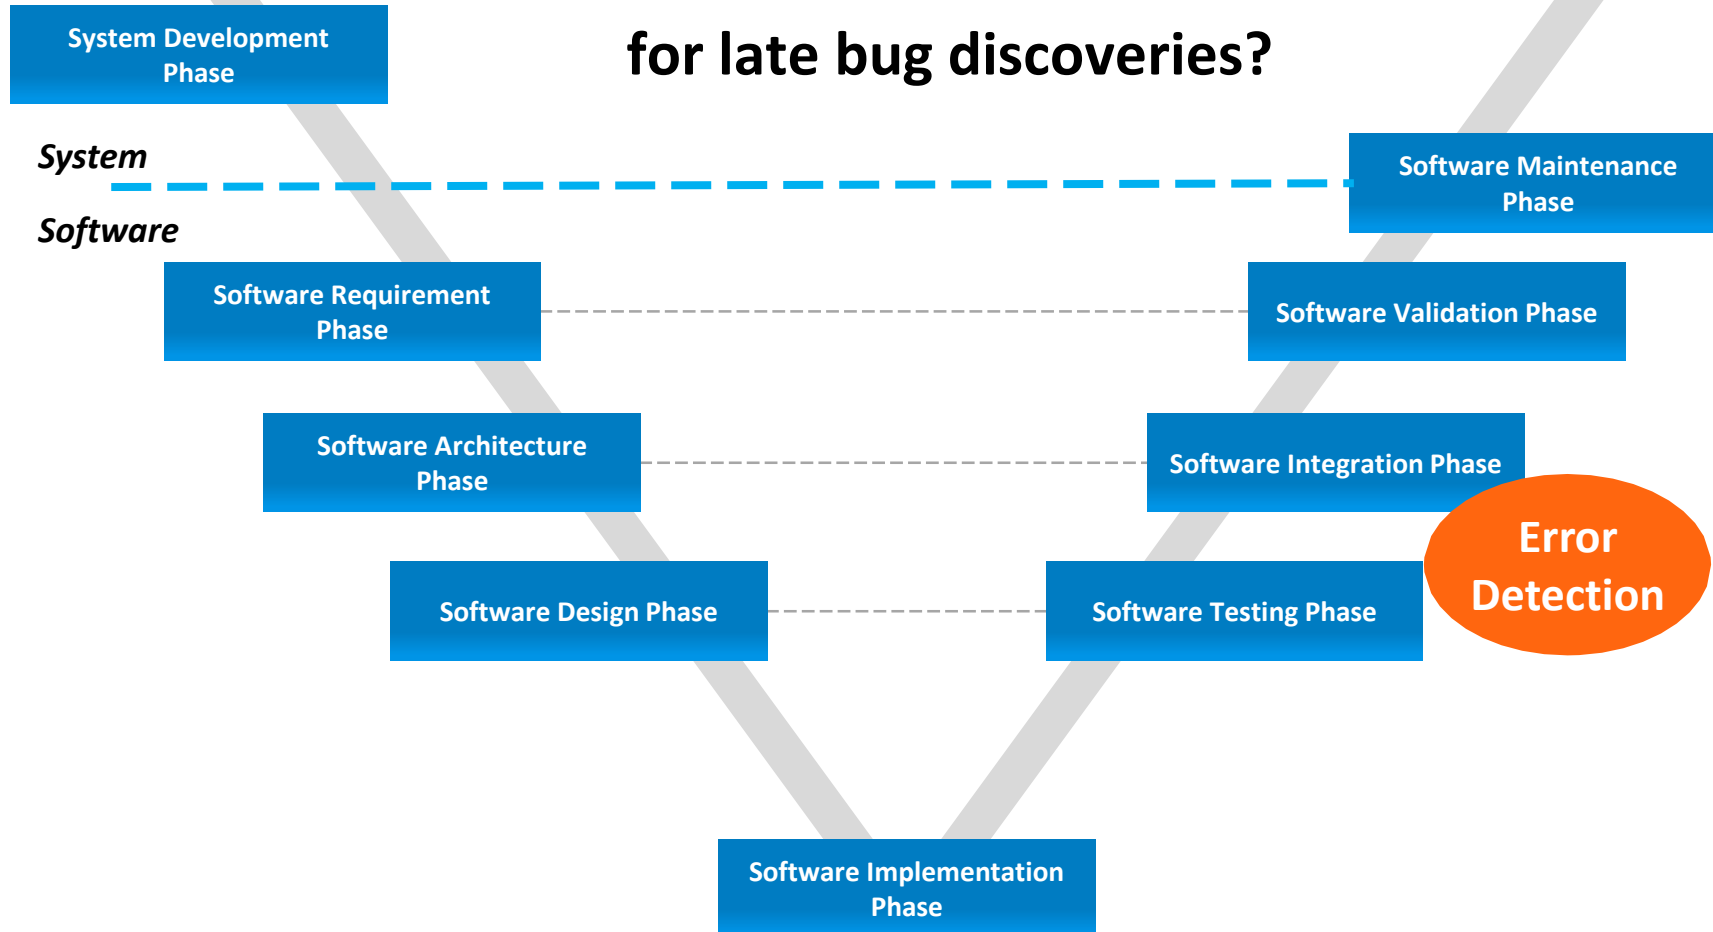 for late bug discoveries?
System Development
Phase
System
Software Maintenance
Phase
Software
Software Requirement
Phase
Software Validation Phase
Software Architecture
Phase
Software Integration Phase
Error
Detection
Software Design Phase
Software Testing Phase
Software Implementation
Phase